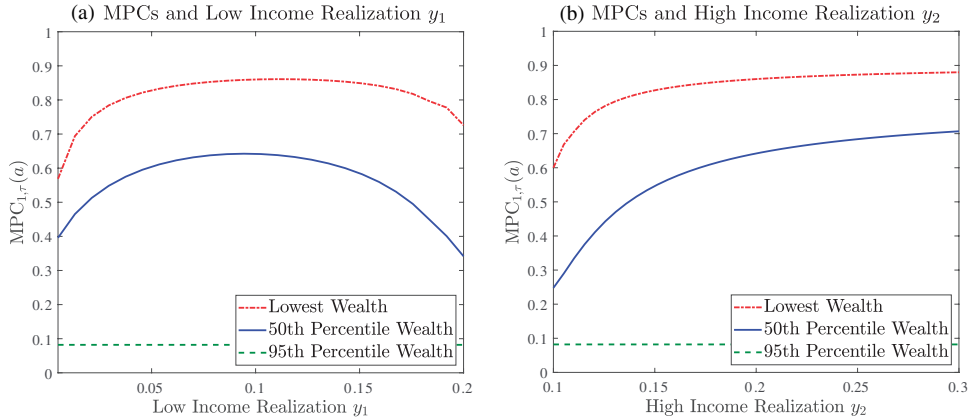 (a) MPCs and Low Income Realization y₁
MPC₁,τ(a)
1
0.9
0.8
0.7
0.6
0.5
0.4
0.3
0.2
0.1
0
Lowest Wealth
50th Percentile Wealth
95th Percentile Wealth
0.05 0.1 0.15 0.2
Low Income Realization y₁
(b) MPCs and High Income Realization y₂
MPC₁,τ(a)
1
0.9
0.8
0.7
0.6
0.5
0.4
0.3
0.2
0.1
0
Lowest Wealth
50th Percentile Wealth
95th Percentile Wealth
0.1 0.15 0.2 0.25 0.3
High Income Realization y₂